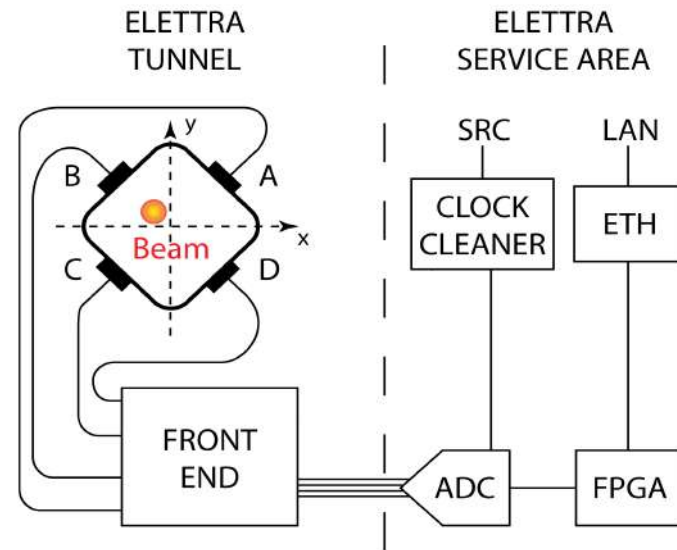 ELETTRA
TUNNEL
ELETTRA
SERVICE AREA
y
SRC
LAN
B
A
CLOCK
CLEANER
ETH
x
Beam
C
D
FRONT
END
ADC
FPGA